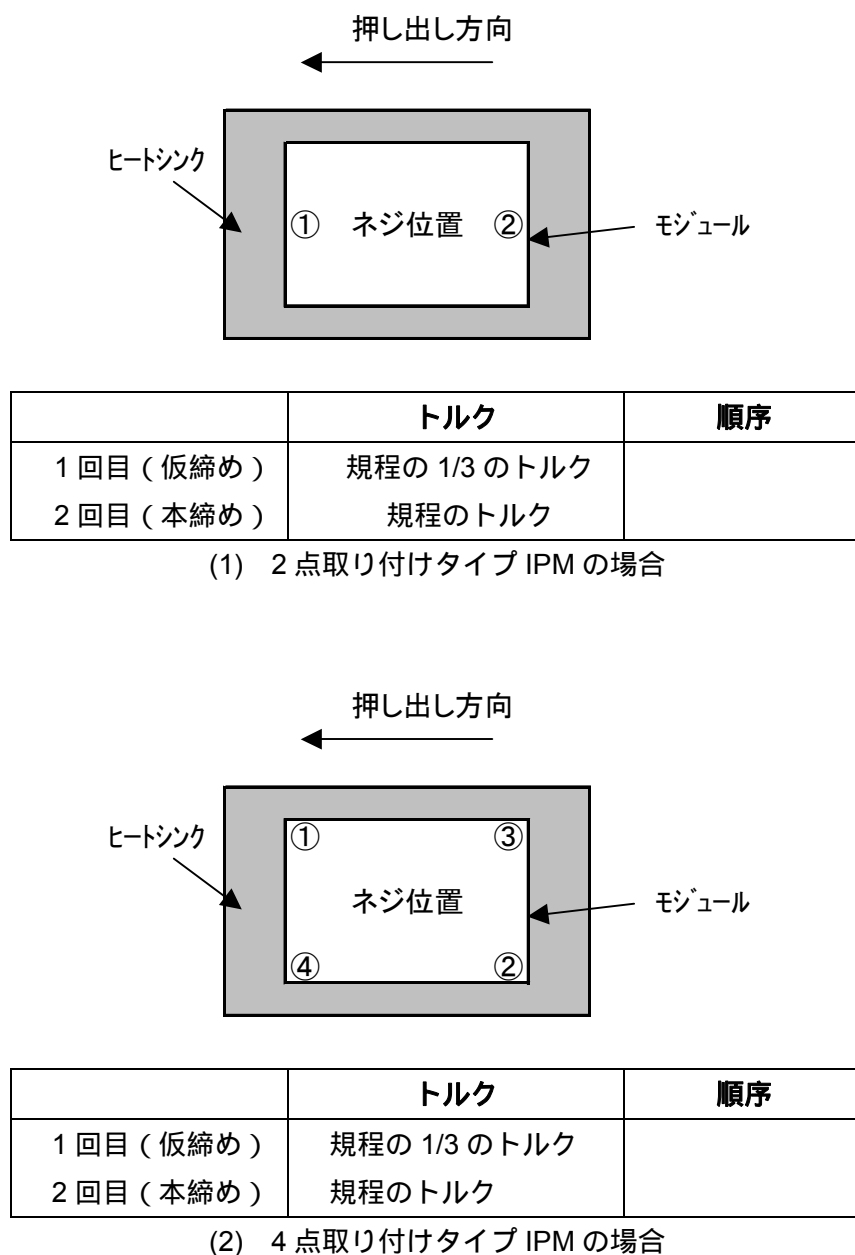 押し出し方向
ヒートシンク
① ネジ位置 ②
モジュール
トルク 順序
1回目(仮締め) 規程の 1/3 のトルク
2回目(本締め) 規程のトルク
(1) 2点取り付けタイプ IPM の場合
押し出し方向
ヒートシンク
① ③
ネジ位置
モジュール
④ ②
トルク 順序
1回目(仮締め) 規程の 1/3 のトルク
2回目(本締め) 規程のトルク
(2) 4点取り付けタイプ IPM の場合